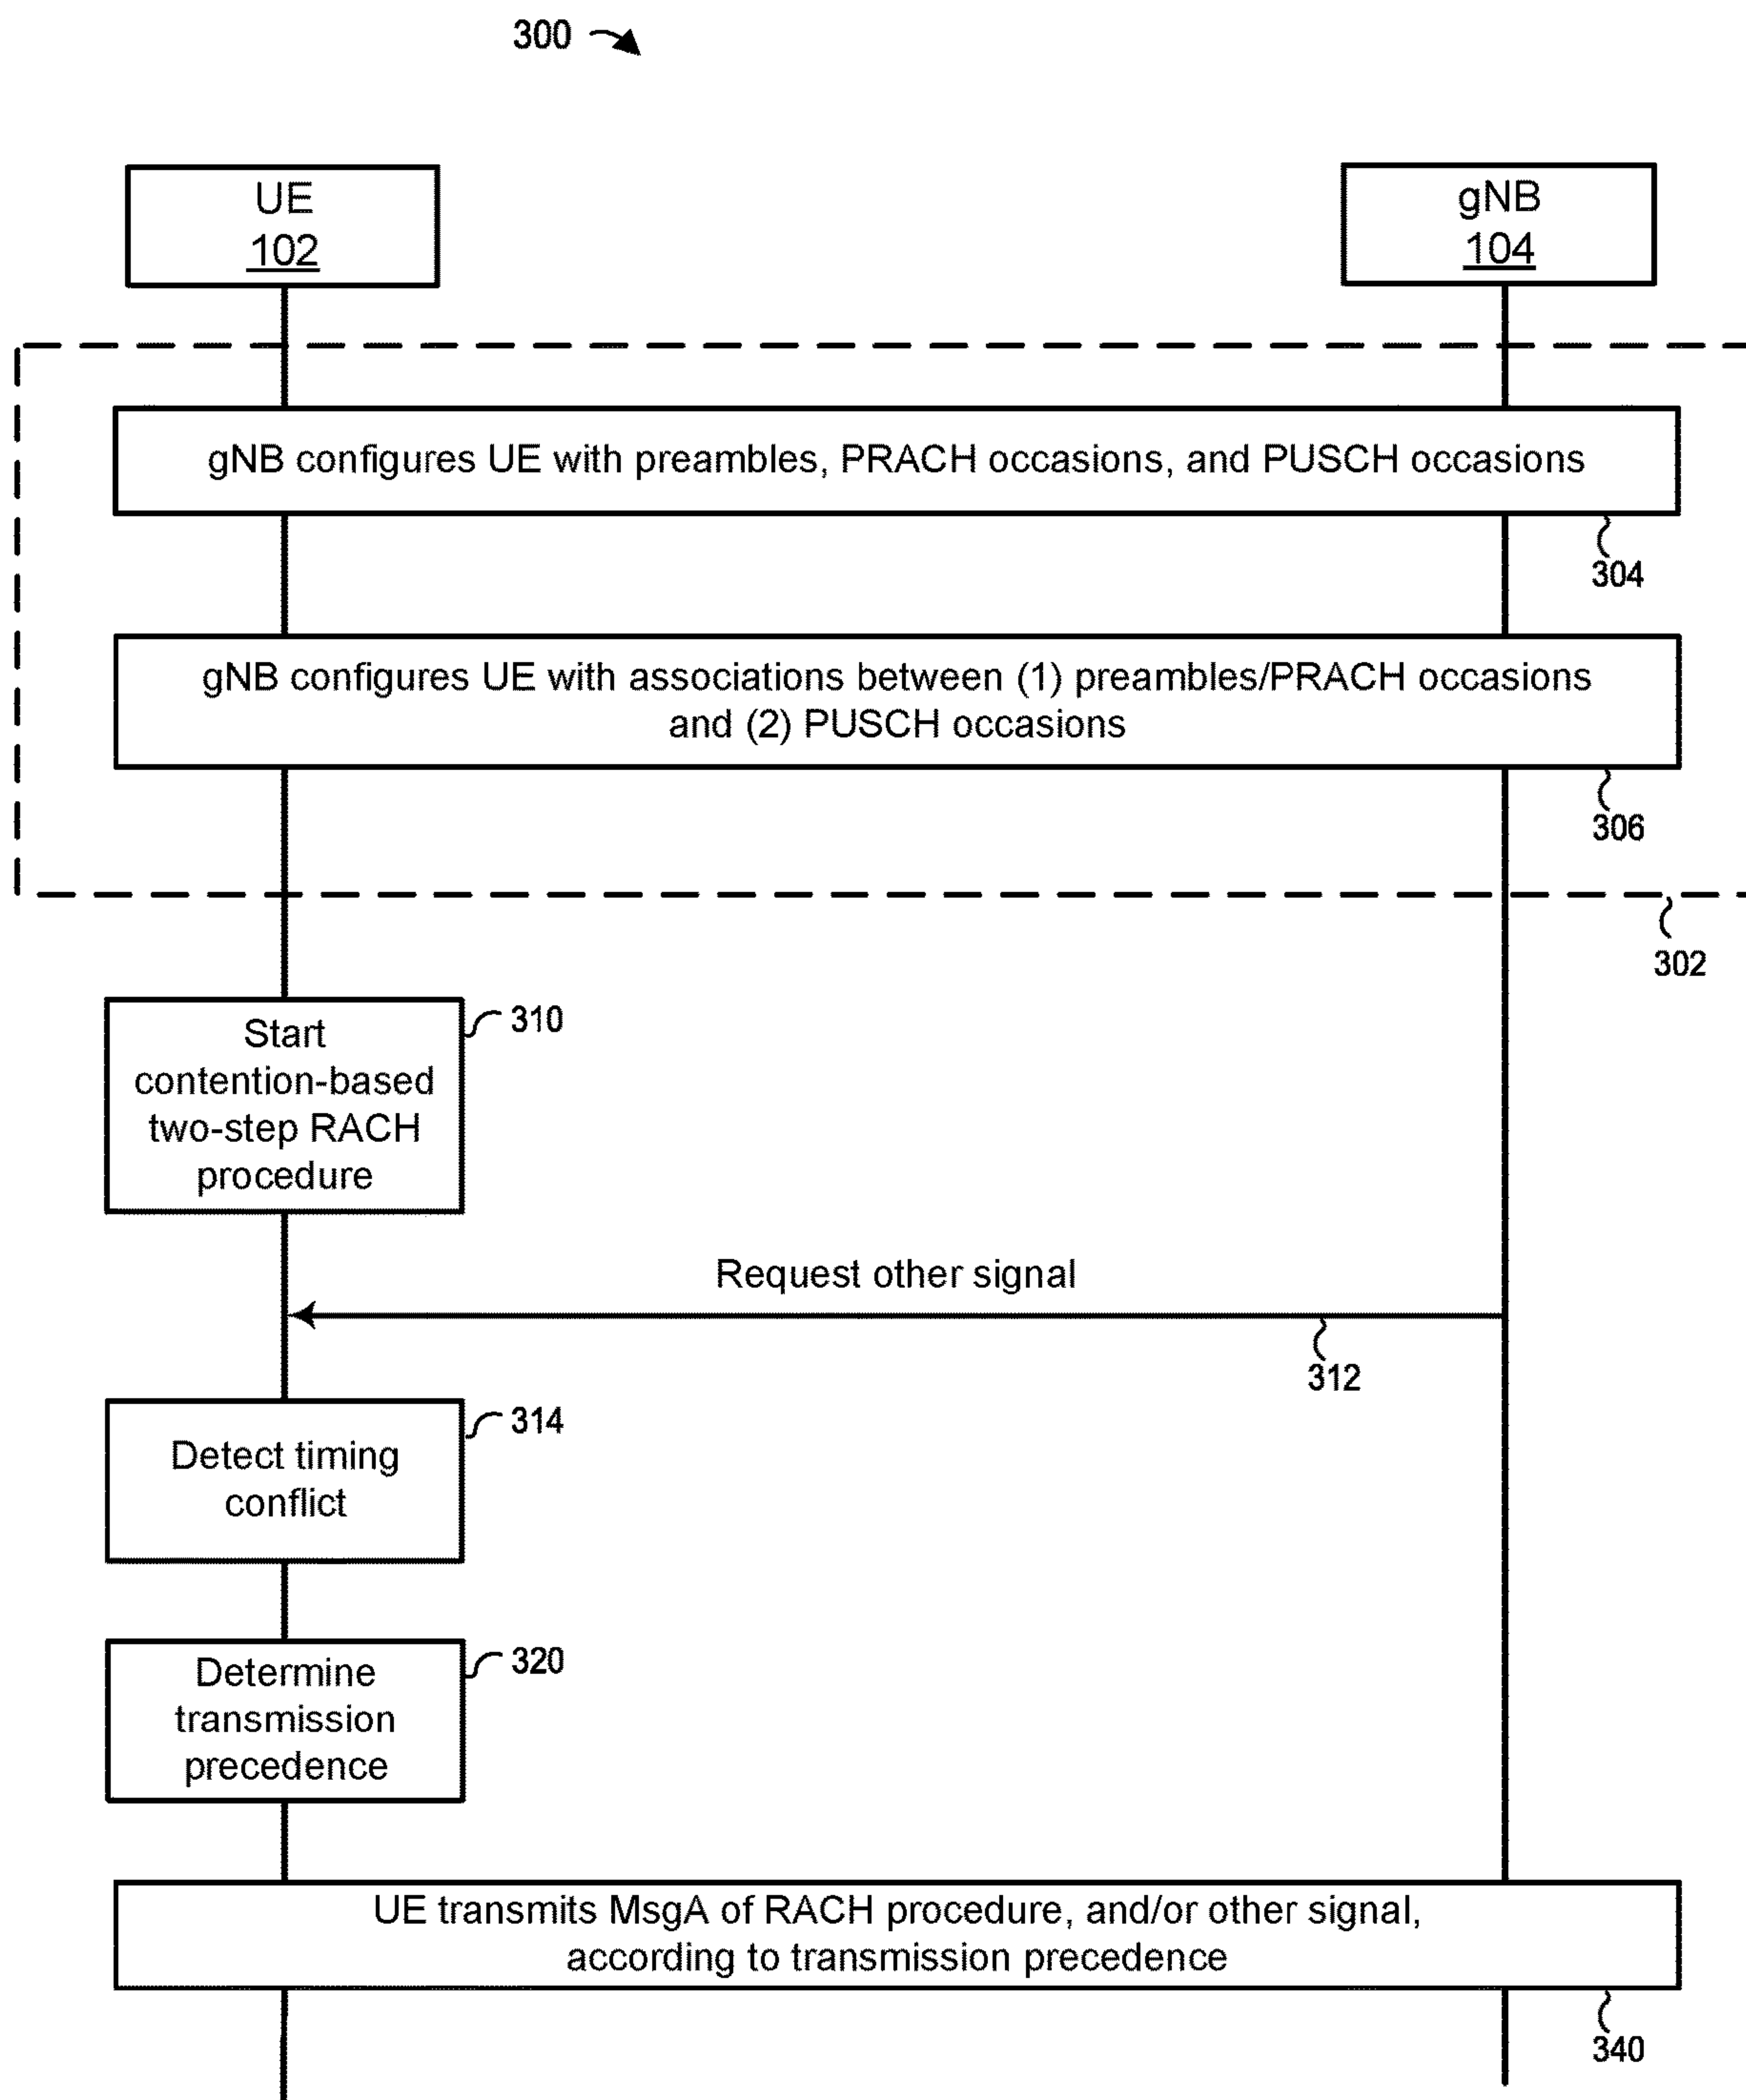 300
UE
102
gNB
104
gNB configures UE with preambles, PRACH occasions, and PUSCH occasions
304
gNB configures UE with associations between (1) preambles/PRACH occasions
and (2) PUSCH occasions
306
302
Start
contention-based
two-step RACH
procedure
310
Request other signal
312
Detect timing
conflict
314
Determine
transmission
precedence
320
UE transmits MsgA of RACH procedure, and/or other signal,
according to transmission precedence
340